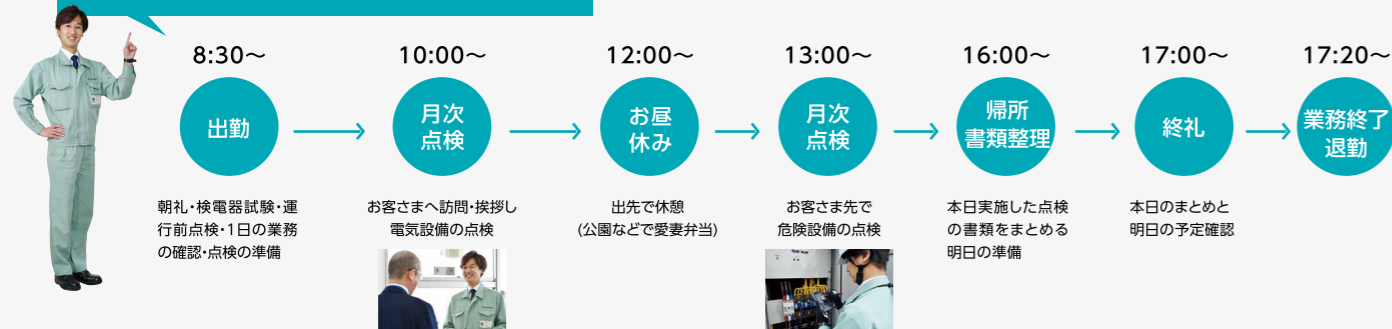 8:30〜
出勤
朝礼・検電器試験・運
行前点検・1日の業務
の確認・点検の準備
10:00〜
月次
点検
お客さまへ訪問・挨拶し
電気設備の点検
12:00〜
お昼
休み
出先で休憩
(公園などで愛妻弁当)
13:00〜
月次
点検
お客さま先で
危険設備の点検
16:00〜
帰所
書類整理
本日実施した点検
の書類をまとめる
明日の準備
17:00〜
終礼
本日のまとめと
明日の予定確認
17:20〜
業務終了
退勤